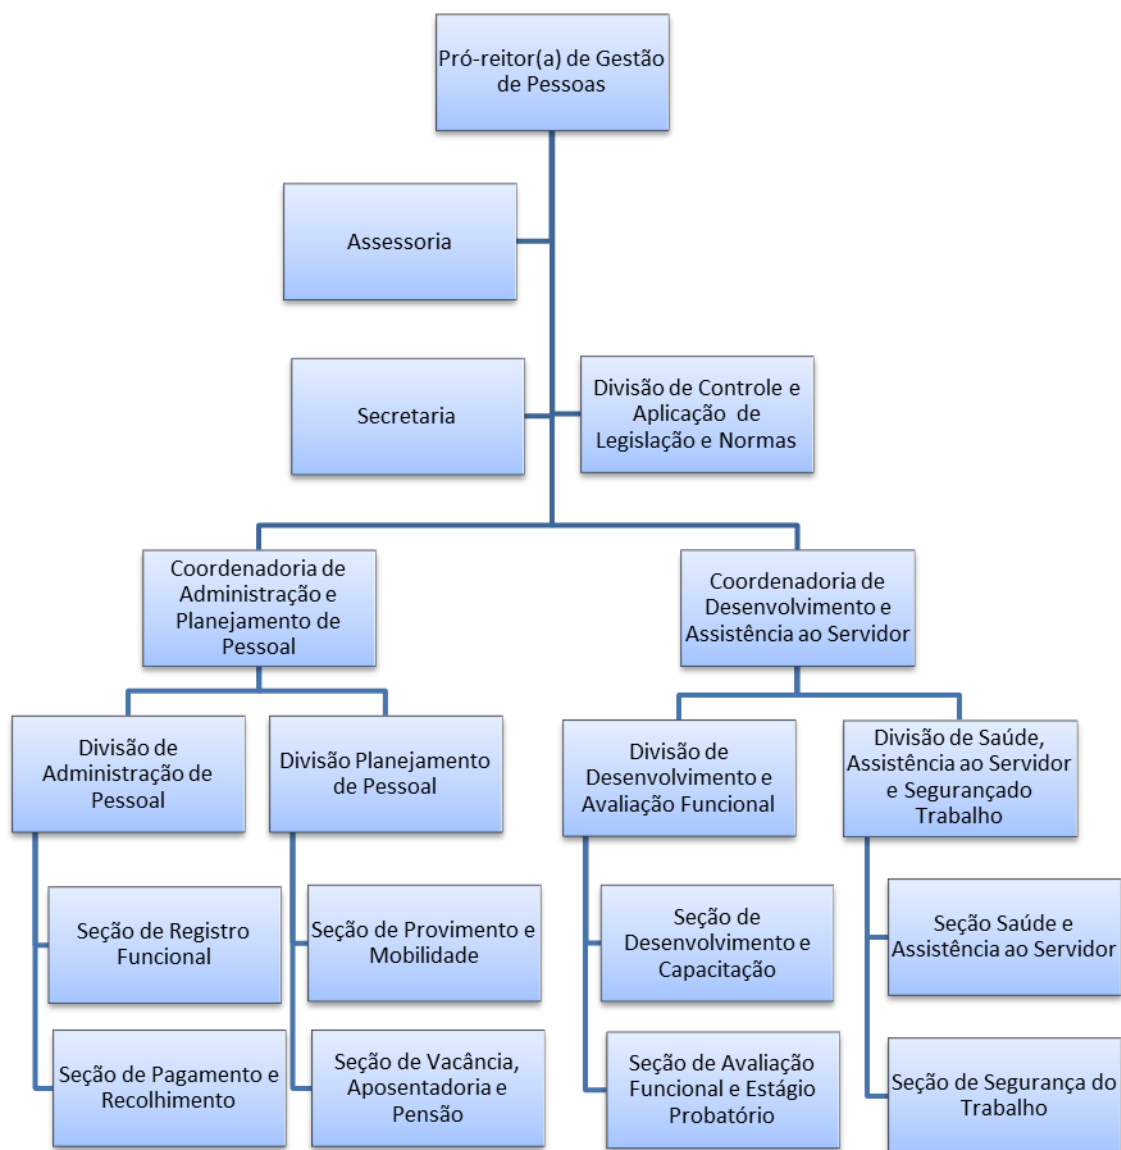 Pró-reitor(a) de Gestão
de Pessoas
Assessoria
Secretaria
Divisão de Controle e
Aplicação de
Legislação e Normas
Coordenadoria de
Administração e
Planejamento de
Pessoal
Coordenadoria de
Desenvolvimento e
Assistência ao Servidor
Divisão de
Administração de
Pessoal
Divisão Planejamento
de Pessoal
Divisão de
Desenvolvimento e
Avaliação Funcional
Divisão de Saúde,
Assistência ao Servidor
e Segurançado
Trabalho
Seção de Registro
Funcional
Seção de Provimento e
Mobilidade
Seção de
Desenvolvimento e
Capacitação
Seção Saúde e
Assistência ao Servidor
Seção de Pagamento e
Recolhimento
Seção de Vacância,
Aposentadoria e
Pensão
Seção de Avaliação
Funcional e Estágio
Probatório
Seção de Segurança do
Trabalho